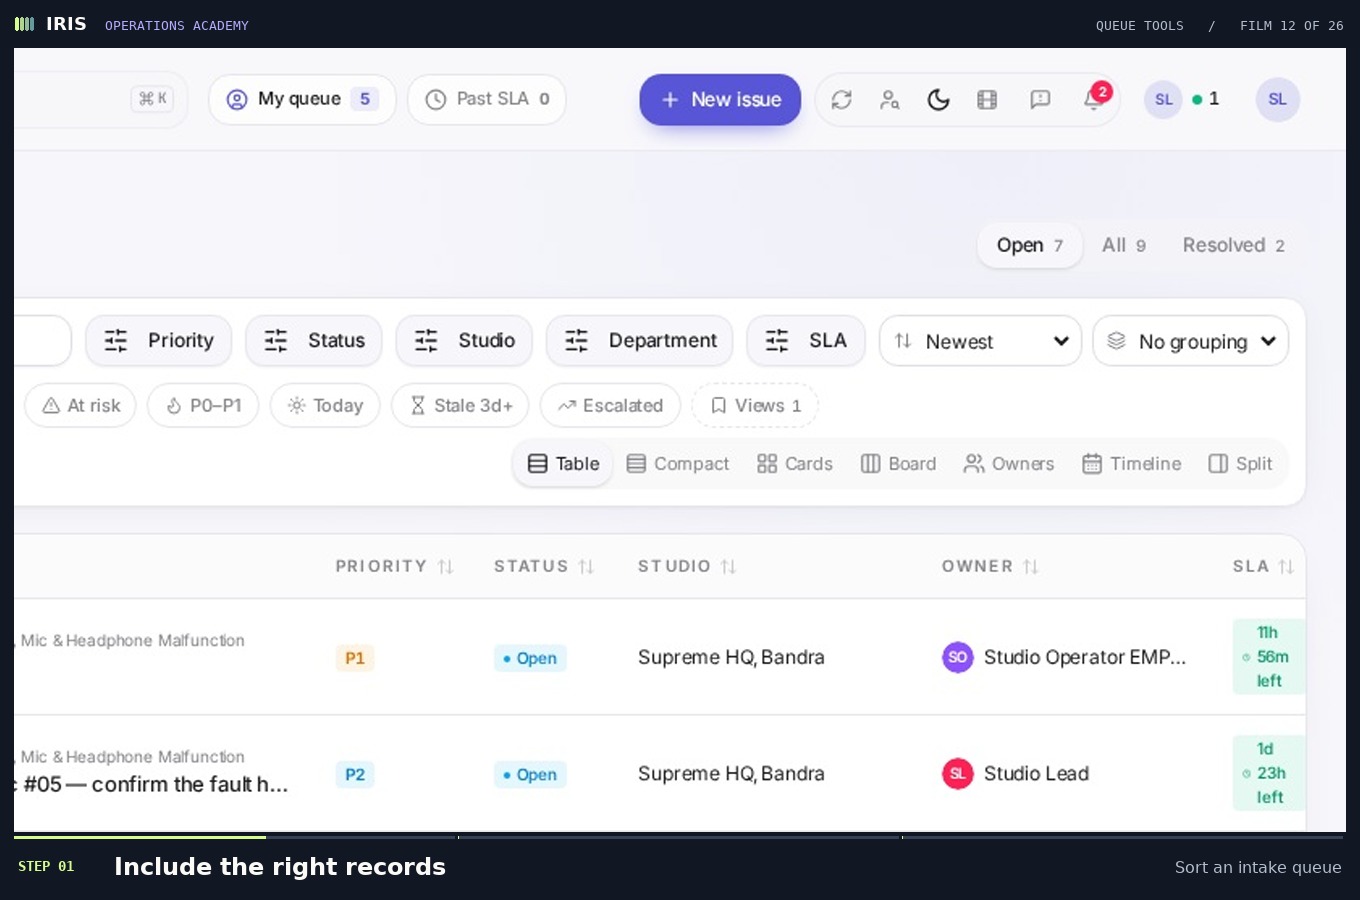 IRIS OPERATIONS ACADEMY QUEUE TOOLS / FILM 12 OF 26
⌘ K My queue 5 Past SLA 0 + New issue 2 SL 1 SL
Open 7 All 9 Resolved 2
Priority Status Studio Department SLA Newest No grouping
At risk P0–P1 Today Stale 3d+ Escalated Views 1
Table Compact Cards Board Owners Timeline Split
PRIORITY STATUS STUDIO OWNER SLA
, Mic & Headphone Malfunction
P1 Open Supreme HQ, Bandra SO Studio Operator EMP... 11h 56m left
, Mic & Headphone Malfunction
#05 — confirm the fault h... P2 Open Supreme HQ, Bandra SL Studio Lead 1d 23h left
STEP 01 Include the right records Sort an intake queue